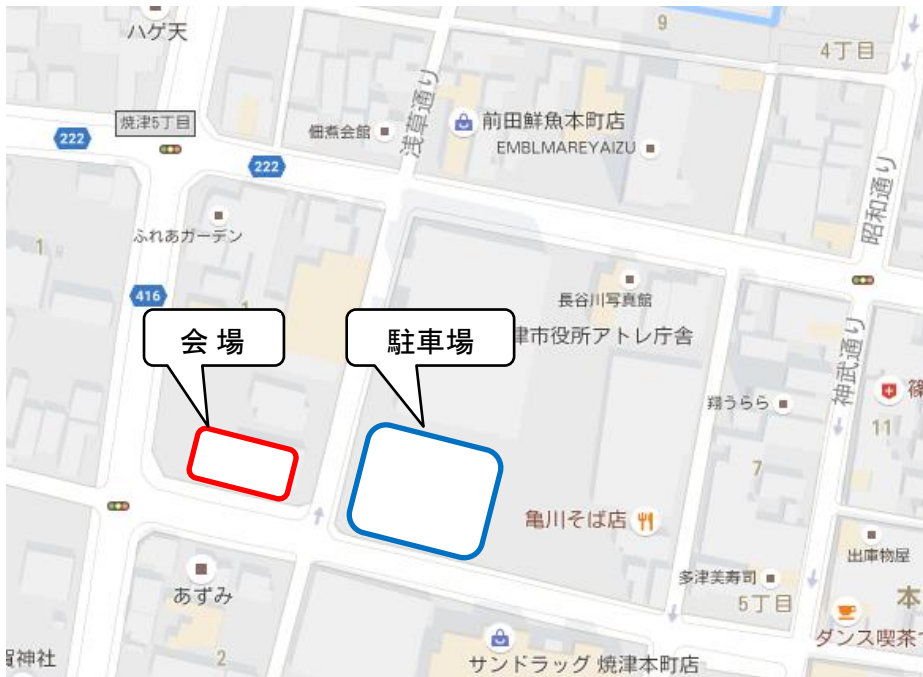 ハゲ天
9
4丁目
焼津5丁目
222
佃煮会館
浅草通り
前田鮮魚本町店
EMBLMAREYAIZU
222
昭和通り
ふれあガーデン
1
416
1
長谷川写真館
会場
駐車場
津市役所アトレ庁舎
神武通り
篠
翔うらら
11
7
亀川そば店
出庫物屋
あずみ
多津美寿司
5丁目
本
ダンス喫茶
賀神社
2
サンドラッグ 焼津本町店